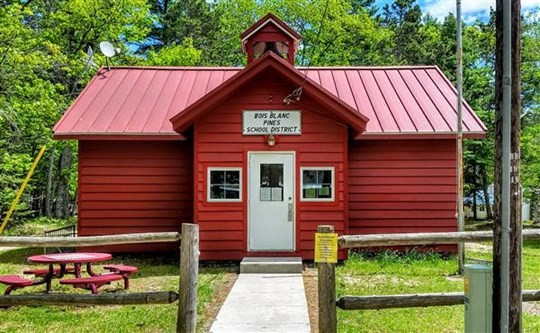 BOIS BLANC
PINES
SCHOOL DISTRICT